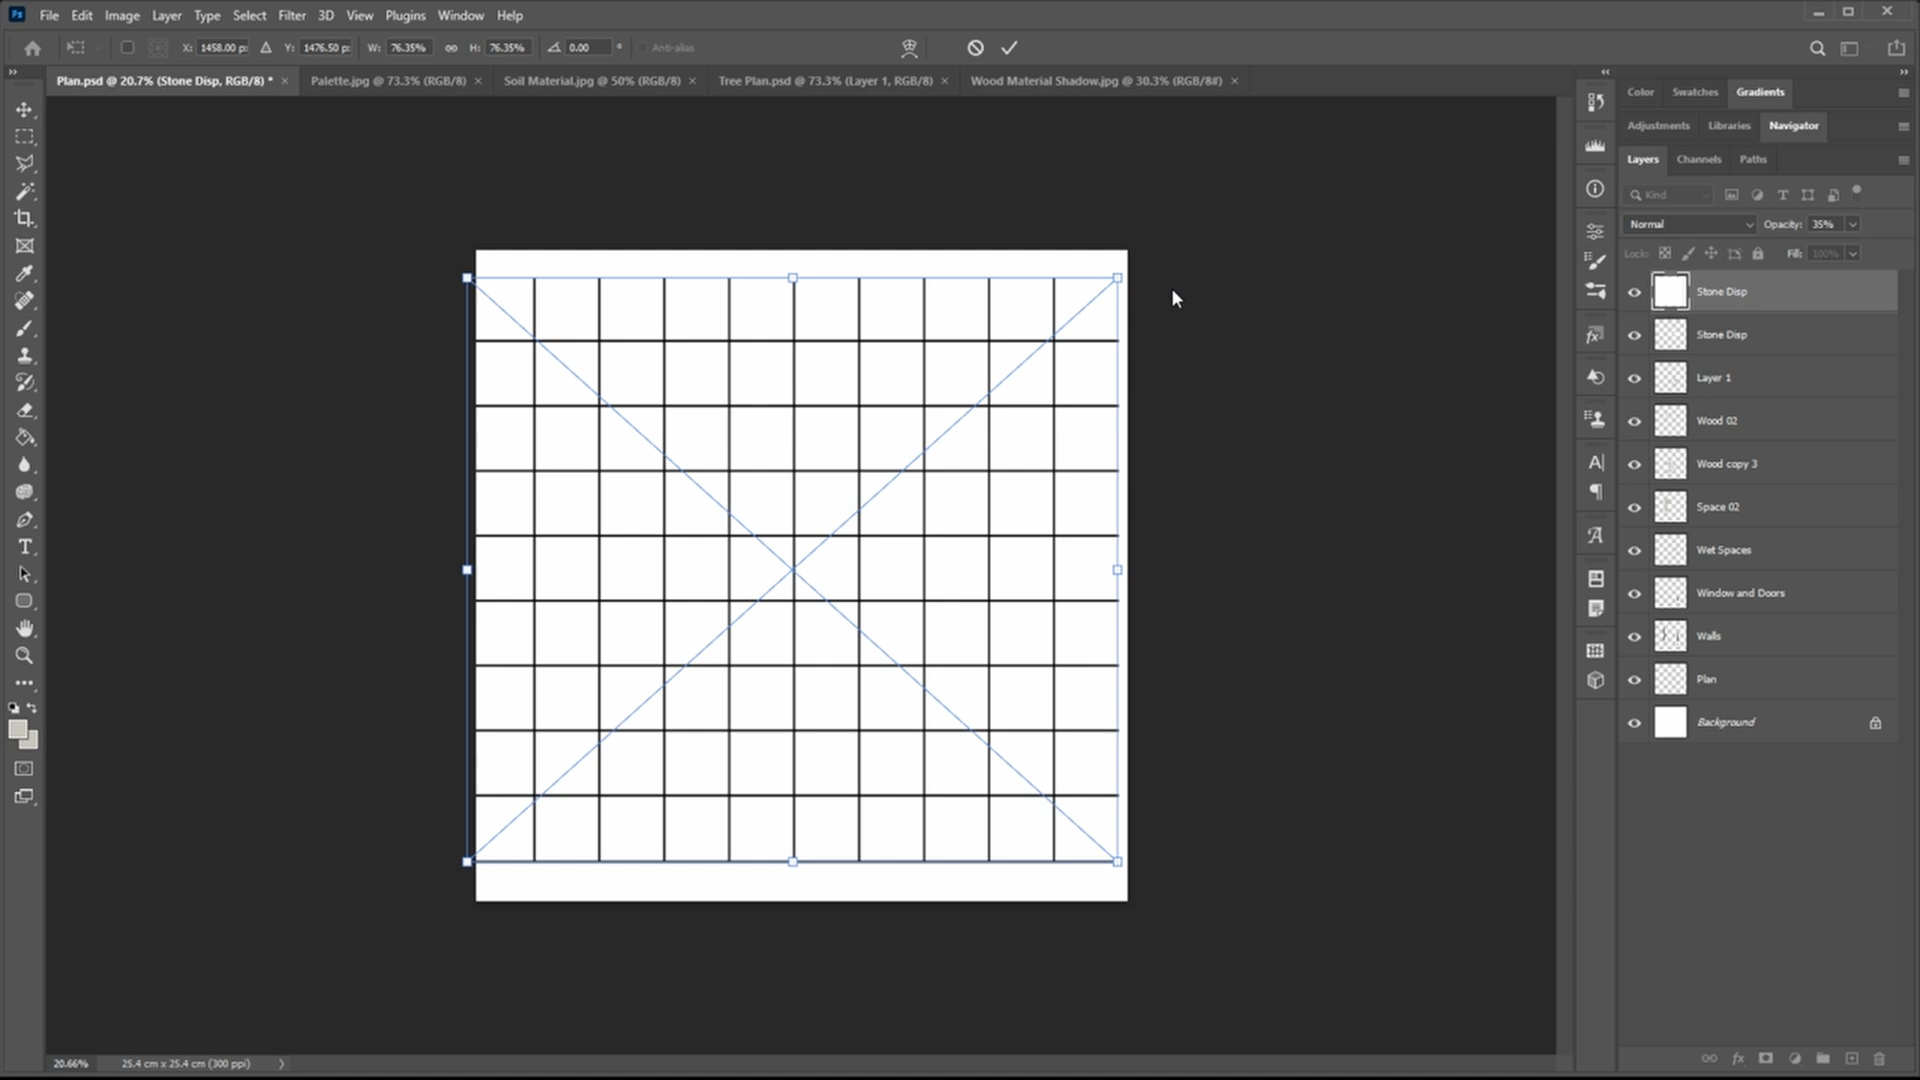 Ps File Edit Image Layer Type Select Filter 3D View Plugins Window Help
X: 1458.00 p: Y: 1476.50 p: W: 76.35% H: 76.35% 0.00 ° Anti-alias
Plan.psd @ 20.7% (Stone Disp, RGB/8) * × Palette.jpg @ 73.3% (RGB/8) × Soil Material.jpg @ 50% (RGB/8) × Tree Plan.psd @ 73.3% (Layer 1, RGB/8) × Wood Material Shadow.jpg @ 30.3% (RGB/8#) ×
Color Swatches Gradients
Adjustments Libraries Navigator
Layers Channels Paths
Kind
Normal Opacity: 35%
Lock: Fill: 100%
Stone Disp
Stone Disp
Layer 1
Wood 02
Wood copy 3
Space 02
Wet Spaces
Window and Doors
Walls
Plan
Background
20.66% 25.4 cm x 25.4 cm (300 ppi)